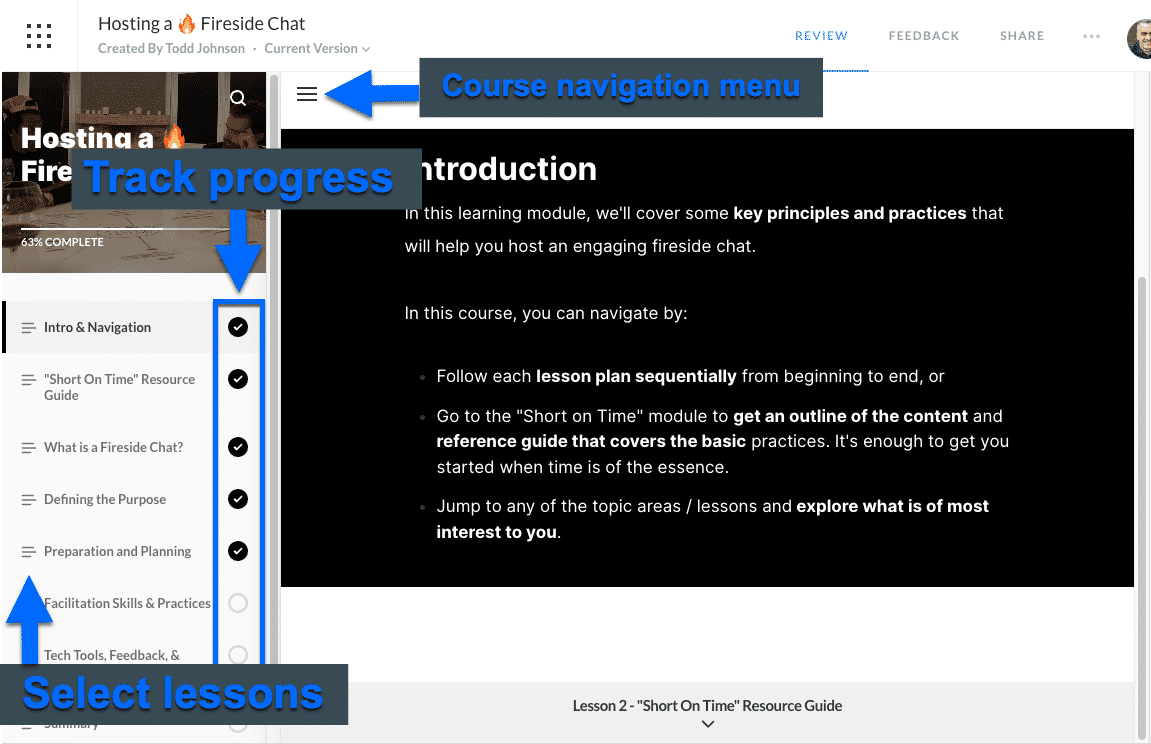 Hosting a 🔥 Fireside Chat
Created By Todd Johnson · Current Version
REVIEW
FEEDBACK
SHARE
Course navigation menu
Hosting a 🔥
Fire
Track progress
63% COMPLETE
Intro & Navigation
"Short On Time" Resource
Guide
What is a Fireside Chat?
Defining the Purpose
Preparation and Planning
Facilitation Skills & Practices
Tech Tools, Feedback, &
Select lessons
Summary
ntroduction
In this learning module, we'll cover some key principles and practices that
will help you host an engaging fireside chat.
In this course, you can navigate by:
• Follow each lesson plan sequentially from beginning to end, or
• Go to the "Short on Time" module to get an outline of the content and
reference guide that covers the basic practices. It's enough to get you
started when time is of the essence.
• Jump to any of the topic areas / lessons and explore what is of most
interest to you.
Lesson 2 - "Short On Time" Resource Guide